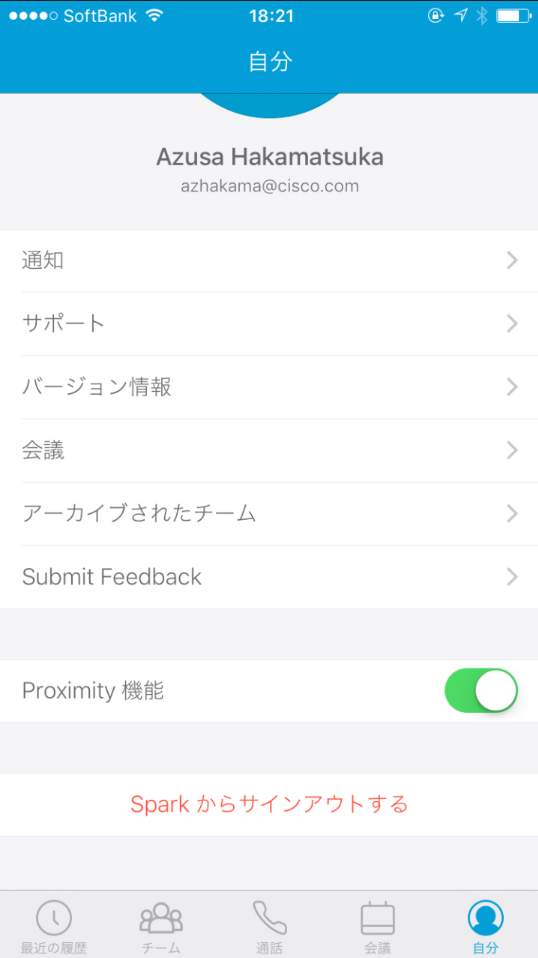 SoftBank 18:21
自分
Azusa Hakamatsuka
azhakama@cisco.com
通知
サポート
バージョン情報
会議
アーカイブされたチーム
Submit Feedback
Proximity 機能
Spark からサインアウトする
最近の履歴 チーム 通話 会議 自分